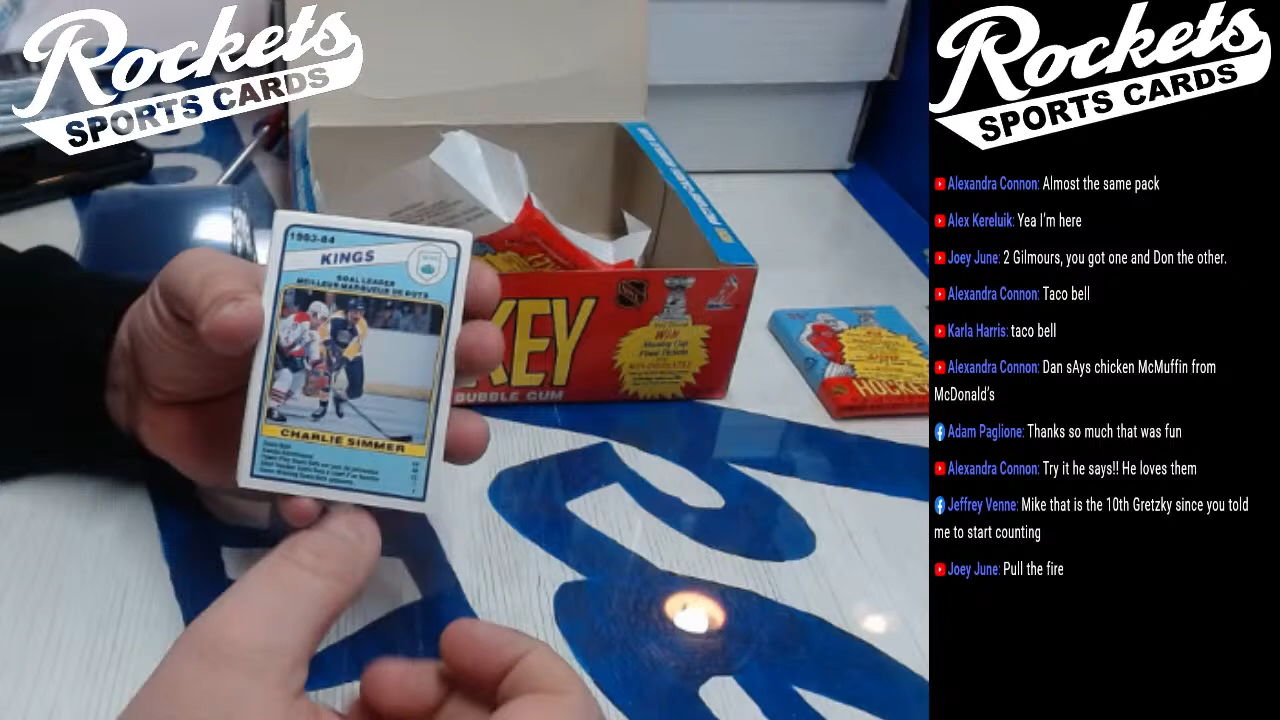 Rockets
SPORTS CARDS
Rockets
SPORTS CARDS
1983-84
KINGS
GOAL LEADER
MEILLEUR MARQUEUR DE BUTS
CHARLIE SIMMER
KEY
BUBBLE GUM
Win
Stanley Cup
Final Tickets
HOCKEY
Alexandra Connon: Almost the same pack
Alex Kereluik: Yea I'm here
Joey June: 2 Gilmours, you got one and Don the other.
Alexandra Connon: Taco bell
Karla Harris: taco bell
Alexandra Connon: Dan sAys chicken McMuffin from
McDonald's
Adam Paglione: Thanks so much that was fun
Alexandra Connon: Try it he says!! He loves them
Jeffrey Venne: Mike that is the 10th Gretzky since you told
me to start counting
Joey June: Pull the fire